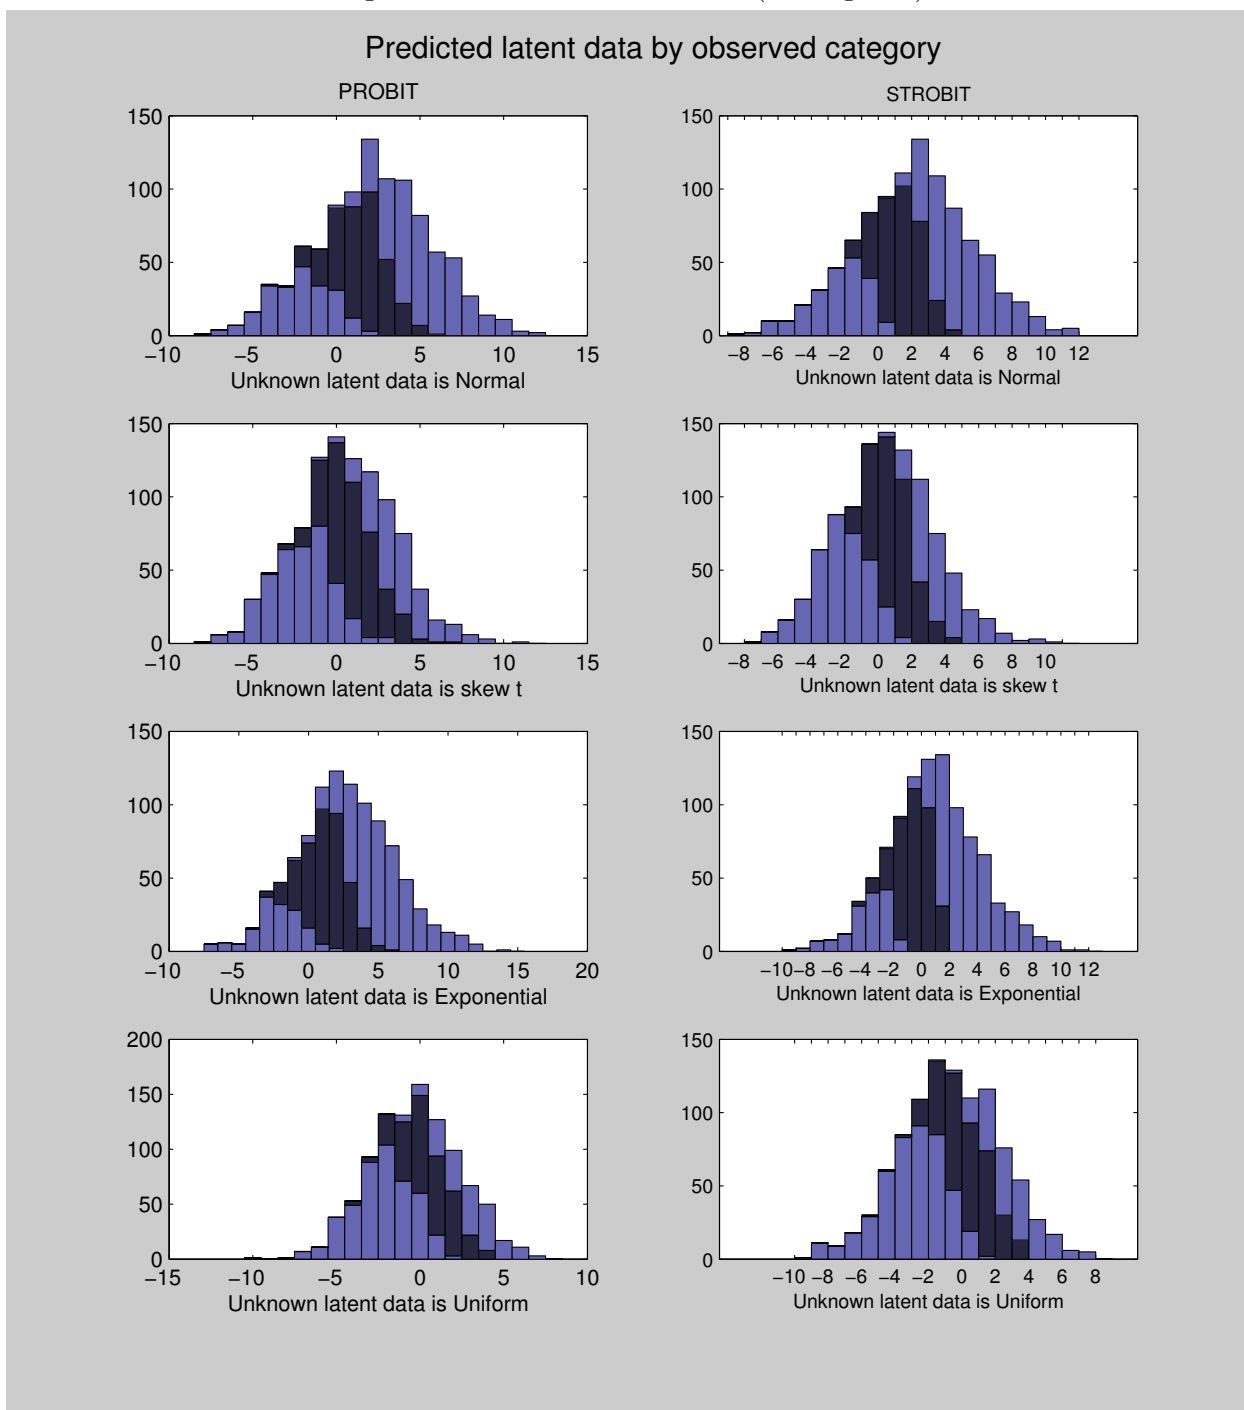 Predicted latent data by observed category
PROBIT
STROBIT
150
100
50
0
−10 −5 0 5 10 15
Unknown latent data is Normal
150
100
50
0
−8 −6 −4 −2 0 2 4 6 8 10 12
Unknown latent data is Normal
150
100
50
0
−10 −5 0 5 10 15
Unknown latent data is skew t
150
100
50
0
−8 −6 −4 −2 0 2 4 6 8 10
Unknown latent data is skew t
150
100
50
0
−10 −5 0 5 10 15 20
Unknown latent data is Exponential
150
100
50
0
−10−8 −6 −4 −2 0 2 4 6 8 10 12
Unknown latent data is Exponential
200
150
100
50
0
−15 −10 −5 0 5 10
Unknown latent data is Uniform
150
100
50
0
−10 −8 −6 −4 −2 0 2 4 6 8
Unknown latent data is Uniform